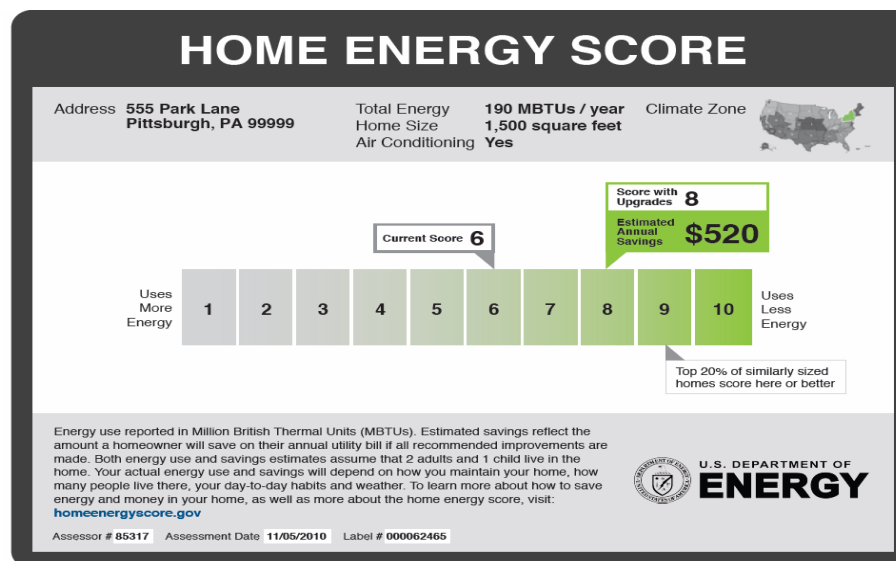 HOME ENERGY SCORE
Address 555 Park Lane
Pittsburgh, PA 99999
Total Energy 190 MBTUs / year
Home Size 1,500 square feet
Air Conditioning Yes
Climate Zone
Current Score 6
Score with Upgrades 8
Estimated Annual Savings $520
Uses
More
Energy
1 2 3 4 5 6 7 8 9 10
Uses
Less
Energy
Top 20% of similarly sized
homes score here or better
Energy use reported in Million British Thermal Units (MBTUs). Estimated savings reflect the
amount a homeowner will save on their annual utility bill if all recommended improvements are
made. Both energy use and savings estimates assume that 2 adults and 1 child live in the
home. Your actual energy use and savings will depend on how you maintain your home, how
many people live there, your day-to-day habits and weather. To learn more about how to save
energy and money in your home, as well as more about the home energy score, visit:
homeenergyscore.gov
U.S. DEPARTMENT OF
ENERGY
Assessor # 85317 Assessment Date 11/05/2010 Label # 000062465